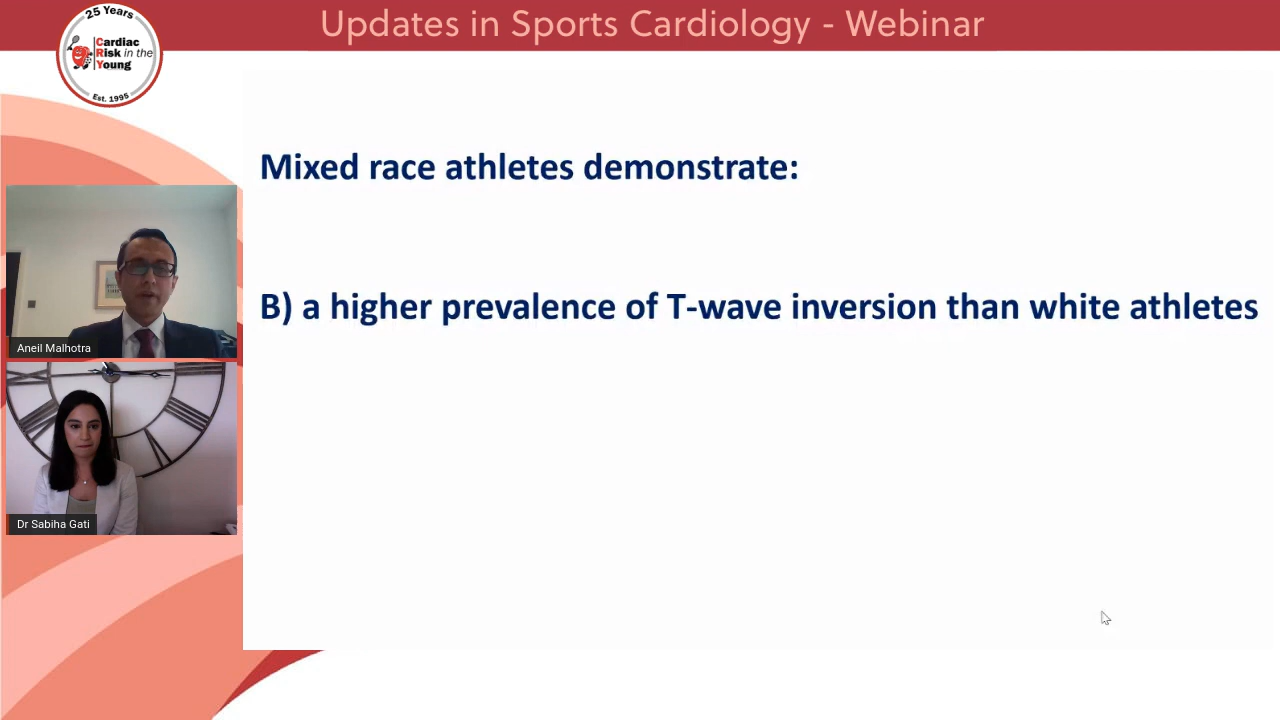 Updates in Sports Cardiology - Webinar
25 Years
Cardiac
Risk in the
Young
Est. 1995
Mixed race athletes demonstrate:
B) a higher prevalence of T-wave inversion than white athletes
Aneil Malhotra
Dr Sabiha Gati